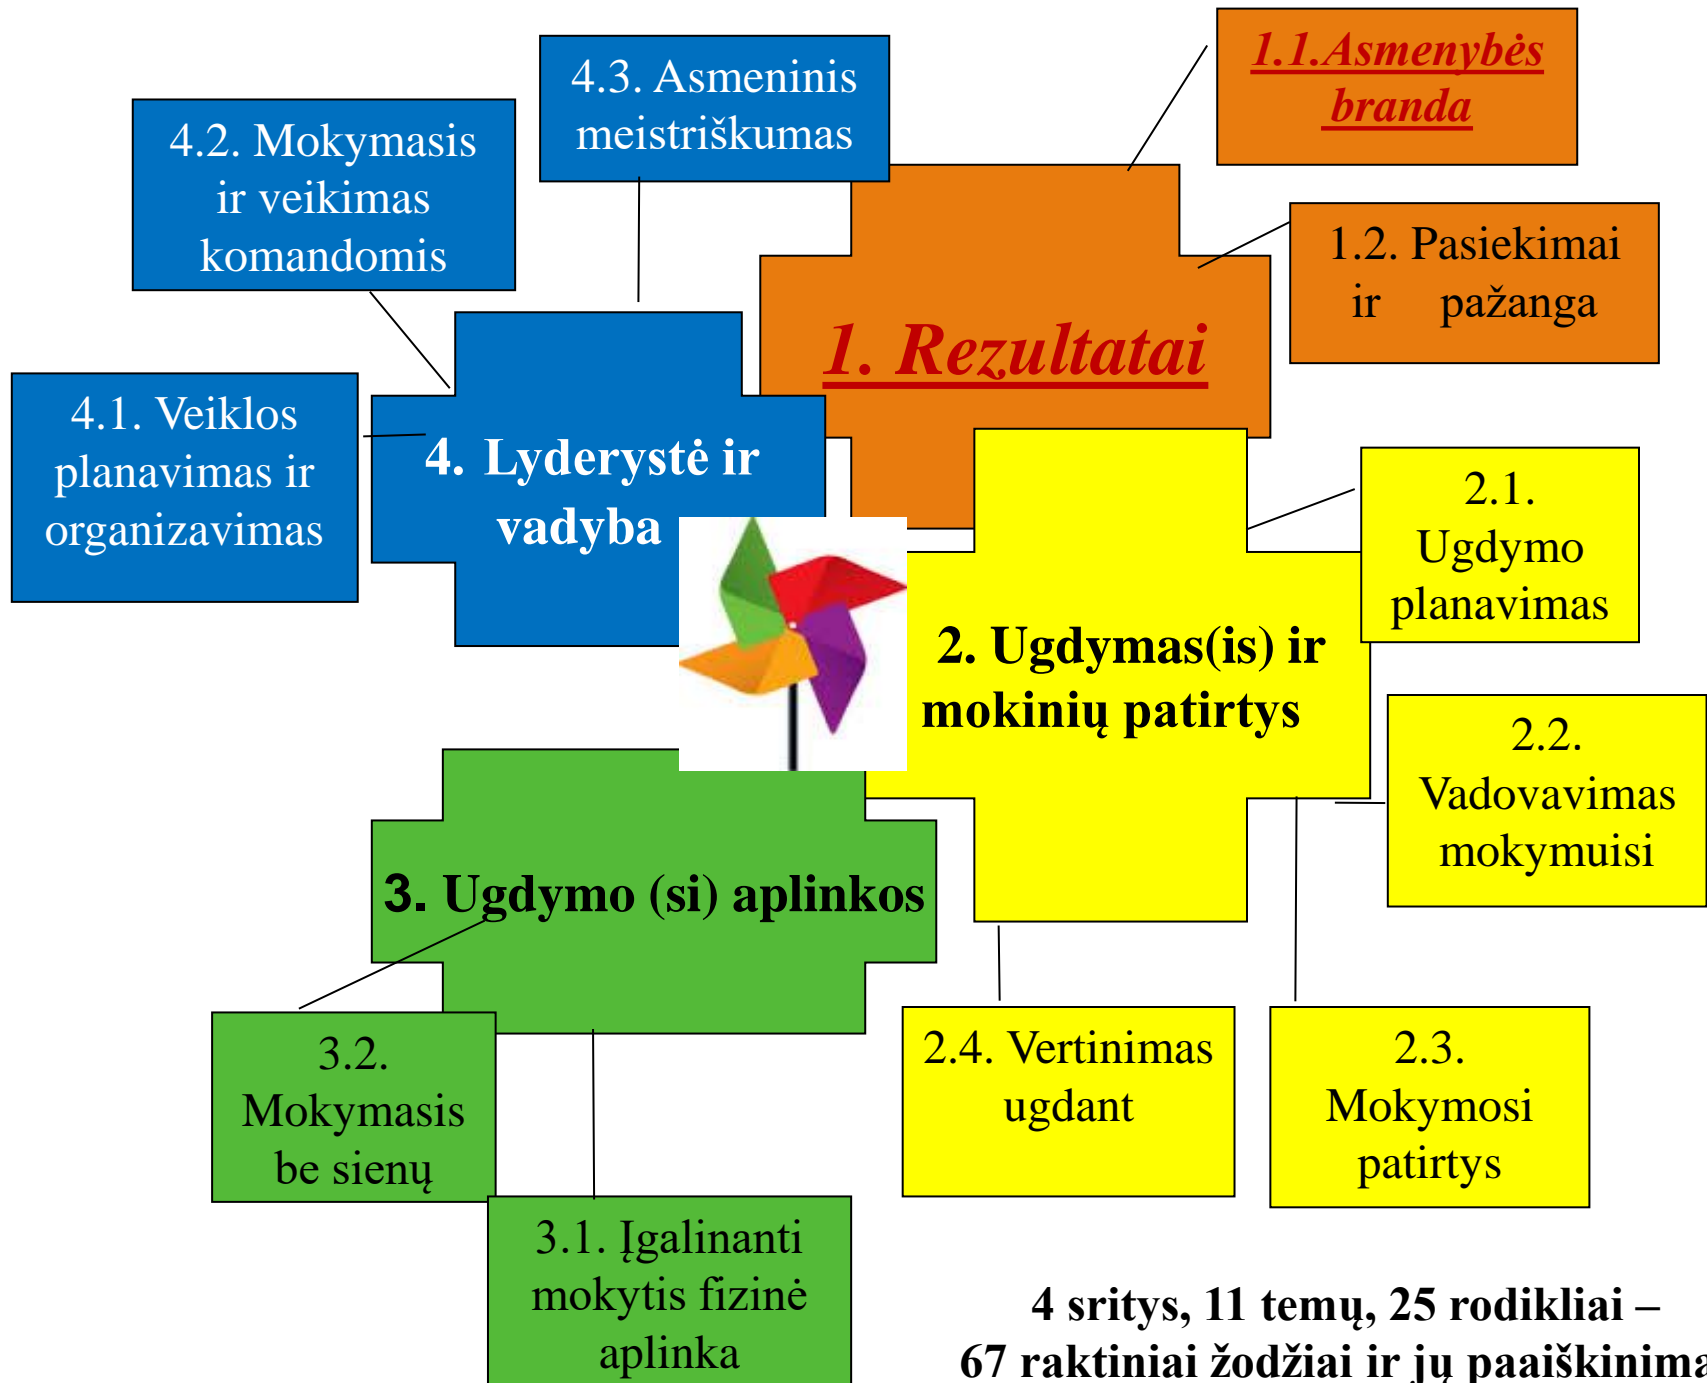 1.1.Asmenybės
branda
4.3. Asmeninis
meistriškumas
4.2. Mokymasis
ir veikimas
komandomis
1.2. Pasiekimai
ir pažanga
1. Rezultatai
4.1. Veiklos
planavimas ir
organizavimas
4. Lyderystė ir
vadyba
2.1.
Ugdymo
planavimas
2. Ugdymas(is) ir
mokinių patirtys
2.2.
Vadovavimas
mokymuisi
3. Ugdymo (si) aplinkos
3.2.
Mokymasis
be sienų
2.4. Vertinimas
ugdant
2.3.
Mokymosi
patirtys
3.1. Įgalinanti
mokytis fizinė
aplinka
4 sritys, 11 temų, 25 rodikliai –
67 raktiniai žodžiai ir jų